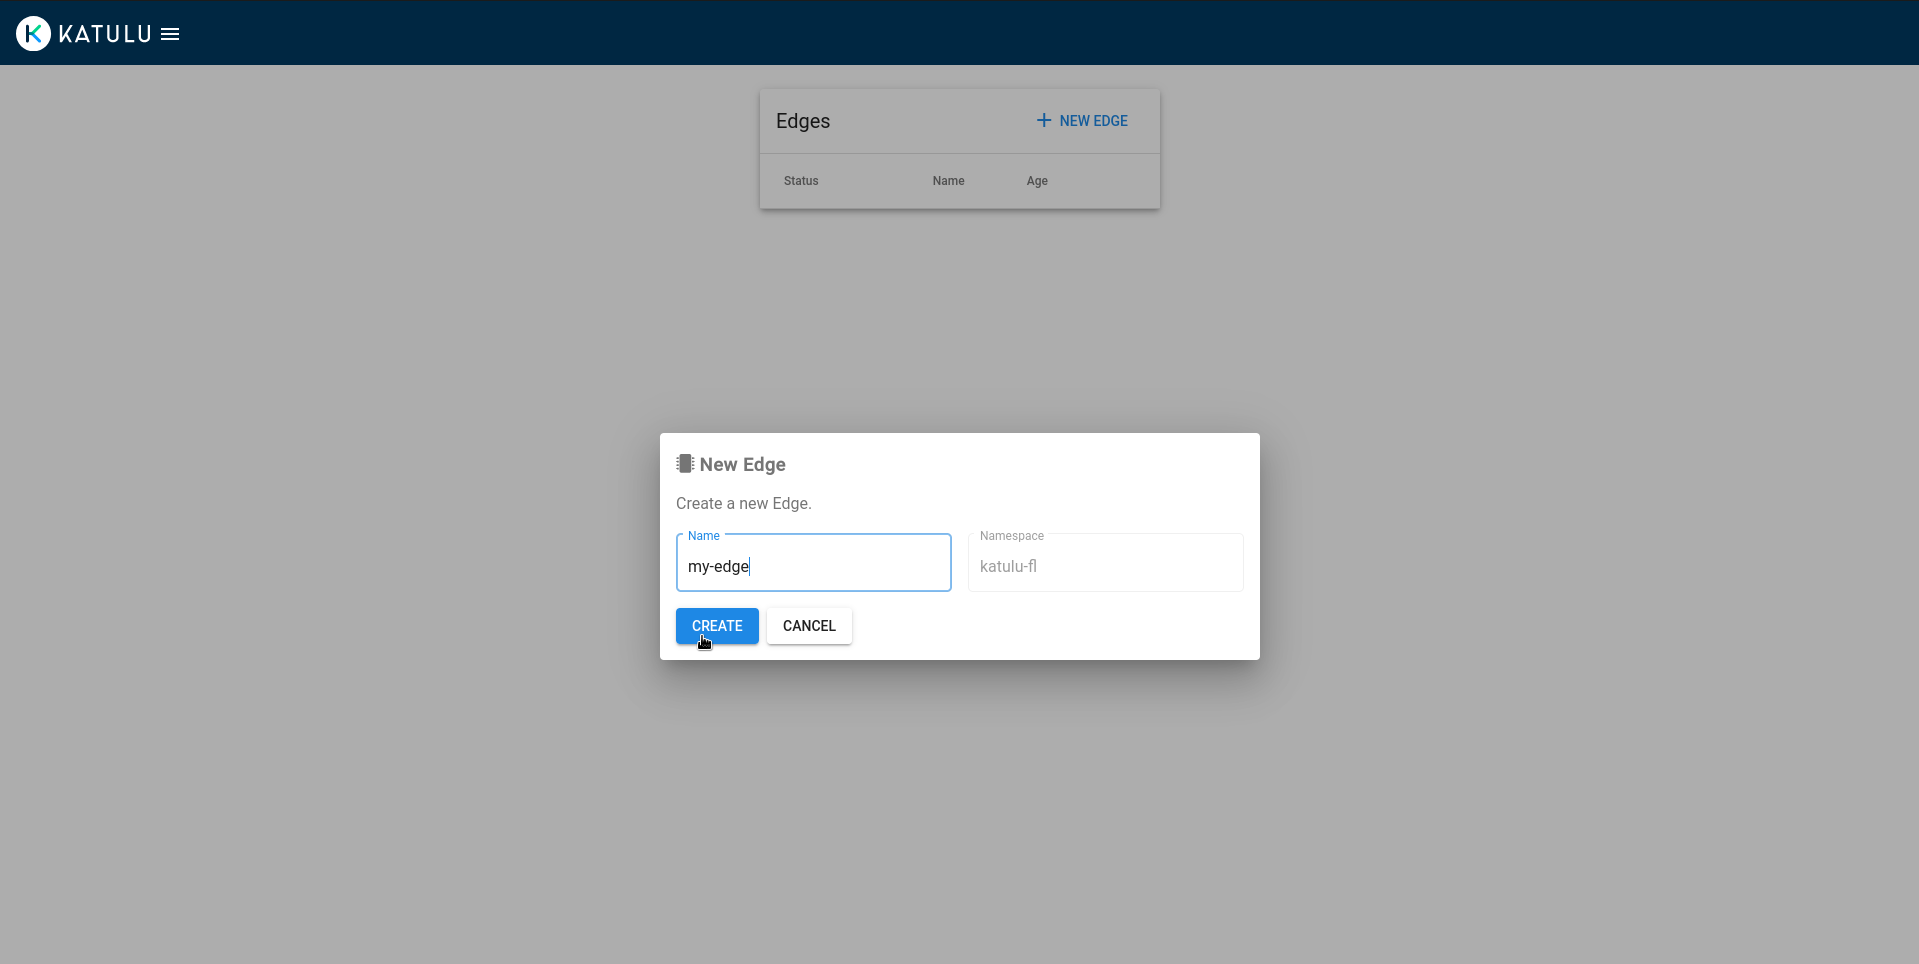 KATULU
Edges
NEW EDGE
Status Name Age
New Edge
Create a new Edge.
Name Namespace
my-edge katulu-fl
CREATE CANCEL